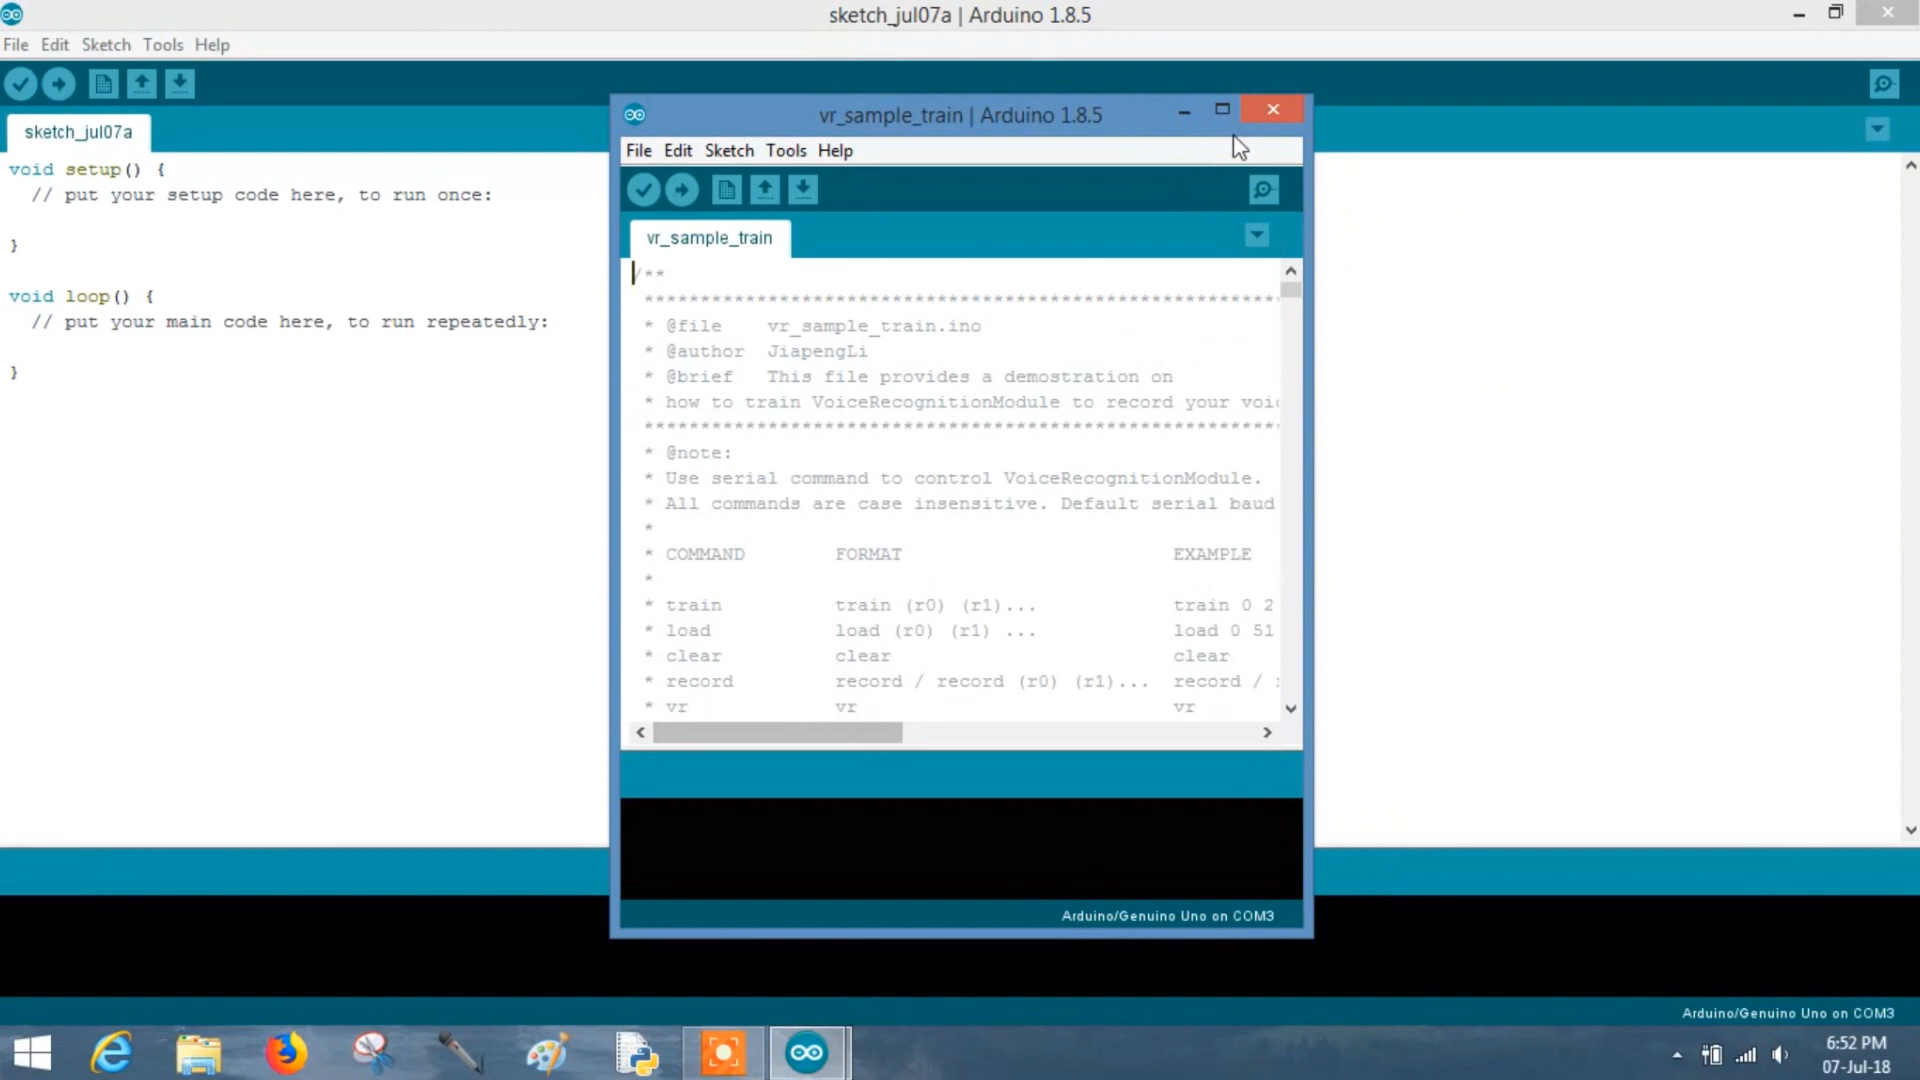 sketch_jul07a | Arduino 1.8.5
File Edit Sketch Tools Help
sketch_jul07a
void setup() {
// put your setup code here, to run once:
}
void loop() {
// put your main code here, to run repeatedly:
}
vr_sample_train | Arduino 1.8.5
File Edit Sketch Tools Help
vr_sample_train
/**
*********************************************************
* @file vr_sample_train.ino
* @author JiapengLi
* @brief This file provides a demostration on
* how to train VoiceRecognitionModule to record your
*********************************************************
* @note:
* Use serial command to control VoiceRecognitionModule.
* All commands are case insensitive. Default serial baud
*
* COMMAND FORMAT EXAMPLE
*
* train train (r0) (r1)... train 0 2
* load load (r0) (r1) ... load 0 51
* clear clear clear
* record record / record (r0) (r1)... record /
* vr vr vr
Arduino/Genuino Uno on COM3
Arduino/Genuino Uno on COM3
6:52 PM
07-Jul-18